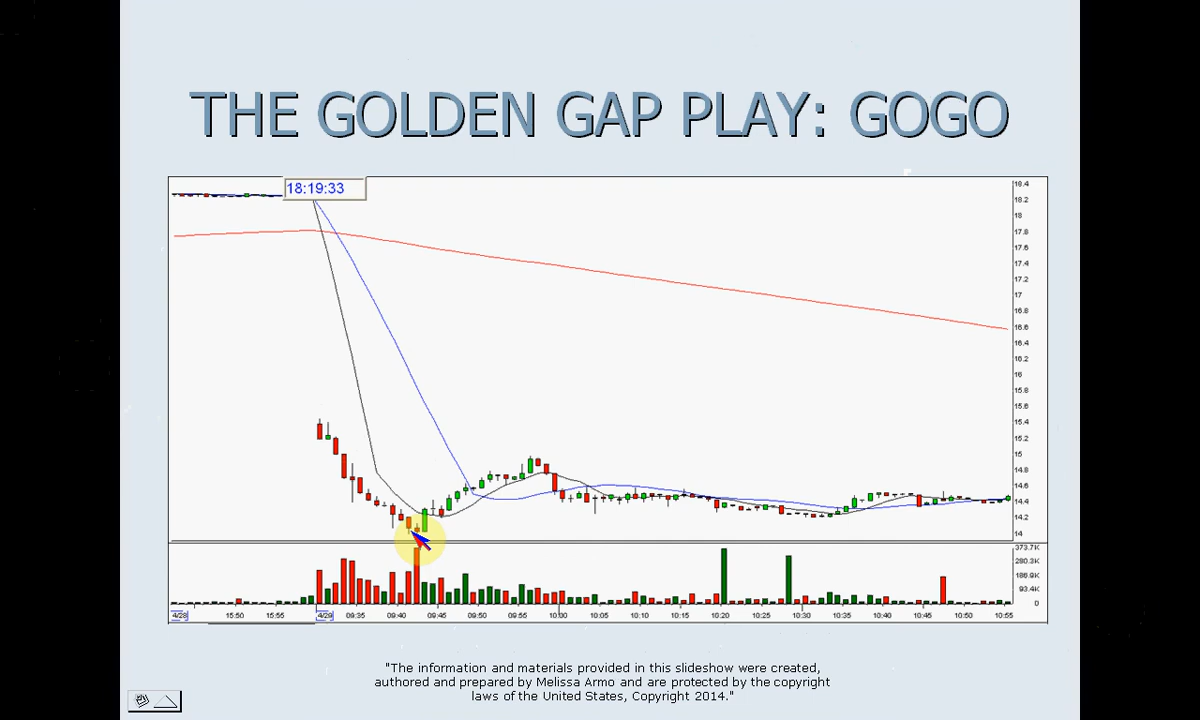 THE GOLDEN GAP PLAY: GOGO
18:19:33
18.4
18.2
18
17.8
17.6
17.4
17.2
17
16.8
16.6
16.4
16.2
16
15.8
15.6
15.4
15.2
15
14.8
14.6
14.4
14.2
14
373.7K
280.3K
186.9K
93.4K
0
4/28 15:50 15:55 4/29 09:35 09:40 09:45 09:50 09:55 10:00 10:05 10:10 10:15 10:20 10:25 10:30 10:35 10:40 10:45 10:50 10:55
"The information and materials provided in this slideshow were created,
authored and prepared by Melissa Armo and are protected by the copyright
laws of the United States, Copyright 2014."